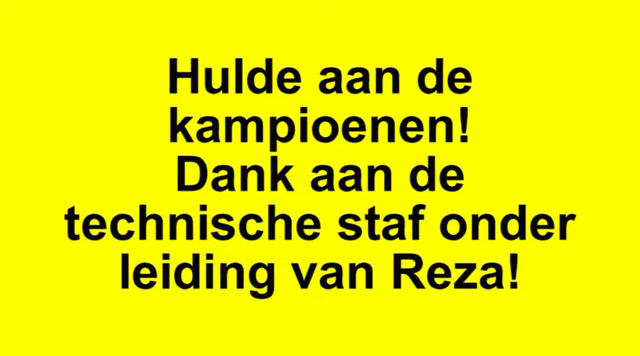 Hulde aan de
kampioenen!
Dank aan de
technische staf onder
leiding van Reza!